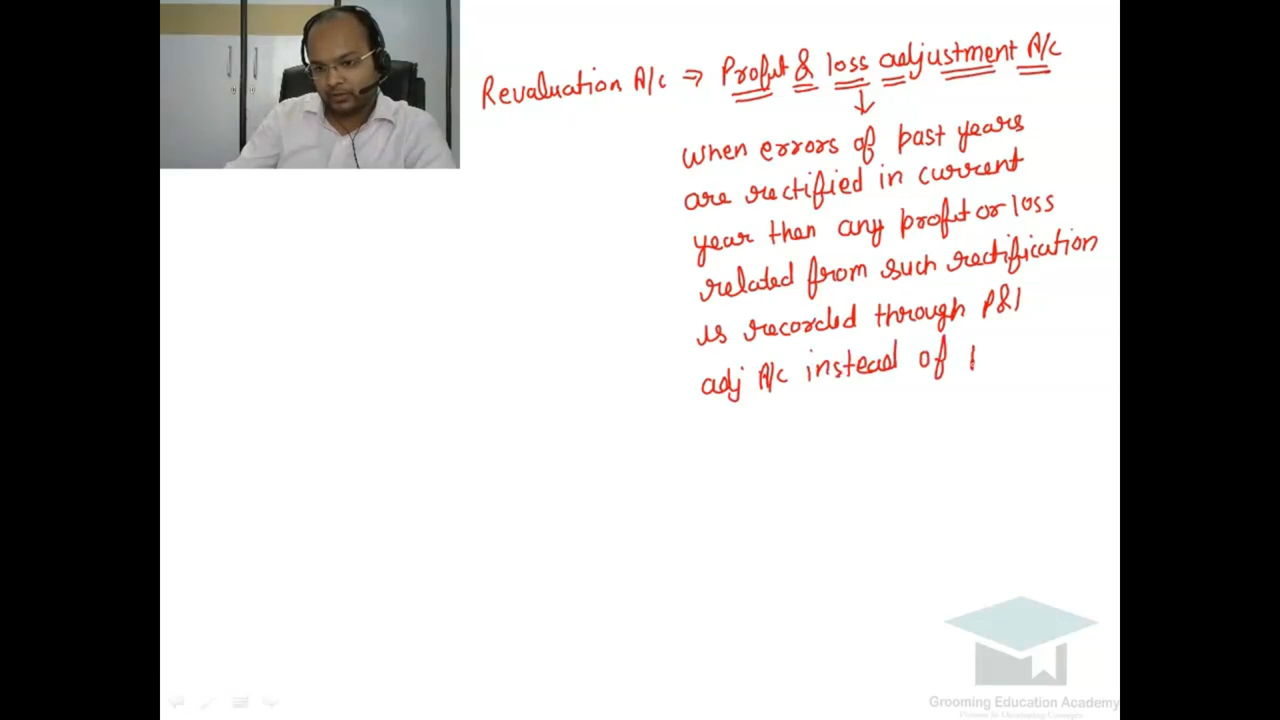 Revaluation A/c ⇒ Profit & loss adjustment A/c
when errors of past years
are rectified in current
year then any profit or loss
related from such rectification
is recorded through P&l
adj A/c instead of
Grooming Education Academy